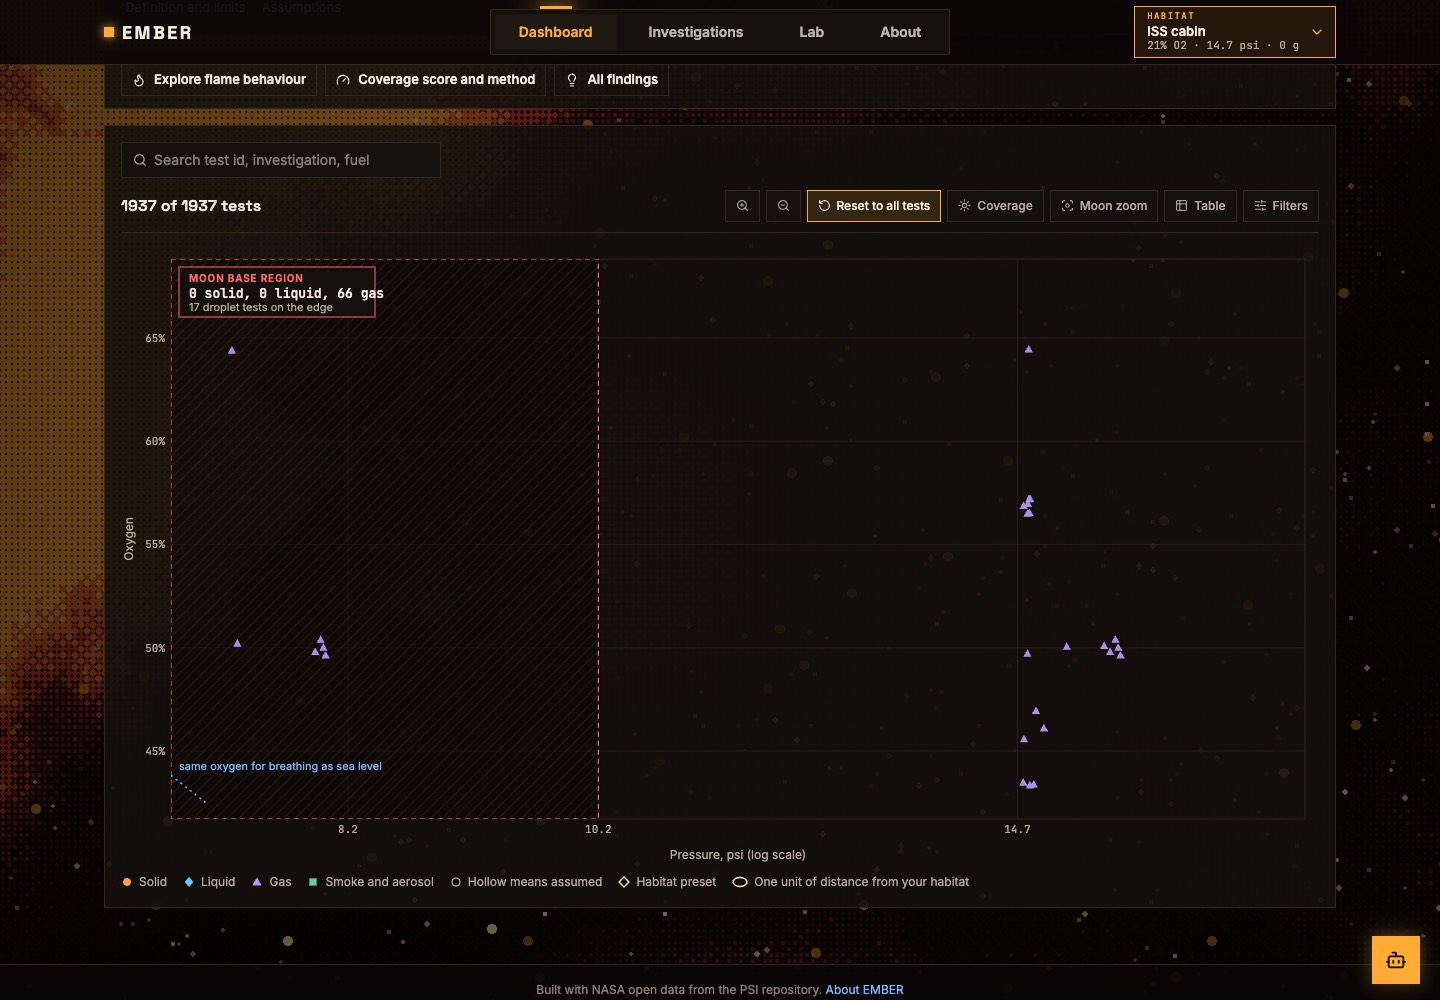 Definition and limits Assumptions
EMBER
Dashboard Investigations Lab About
HABITAT
ISS cabin
21% O2 · 14.7 psi · 0 g
Explore flame behaviour Coverage score and method All findings
Search test id, investigation, fuel
1937 of 1937 tests
Reset to all tests Coverage Moon zoom Table Filters
MOON BASE REGION
0 solid, 0 liquid, 66 gas
17 droplet tests on the edge
65%
60%
55%
50%
45%
Oxygen
same oxygen for breathing as sea level
8.2 10.2 14.7
Pressure, psi (log scale)
Solid Liquid Gas Smoke and aerosol Hollow means assumed Habitat preset One unit of distance from your habitat
Built with NASA open data from the PSI repository. About EMBER